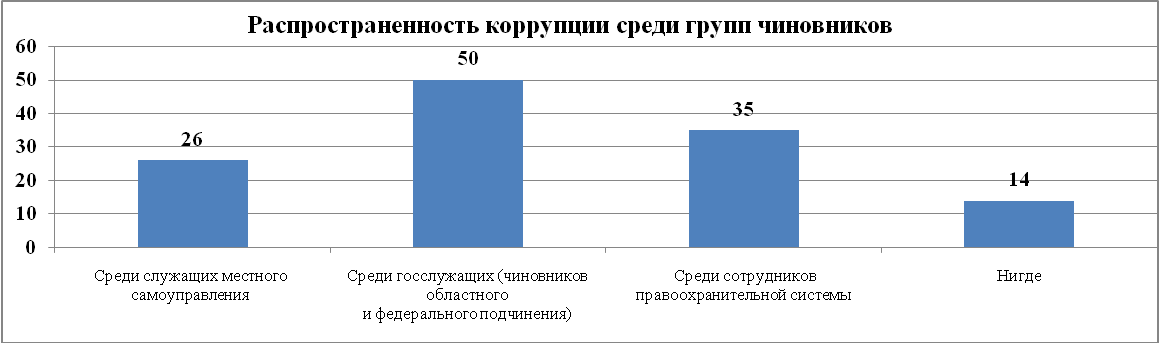 Распространенность коррупции среди групп чиновников
60
50
40
30
20
10
0
26
50
35
14
Среди служащих местного
самоуправления
Среди госслужащих (чиновников
областного
и федерального подчинения)
Среди сотрудников
правоохранительной системы
Нигде